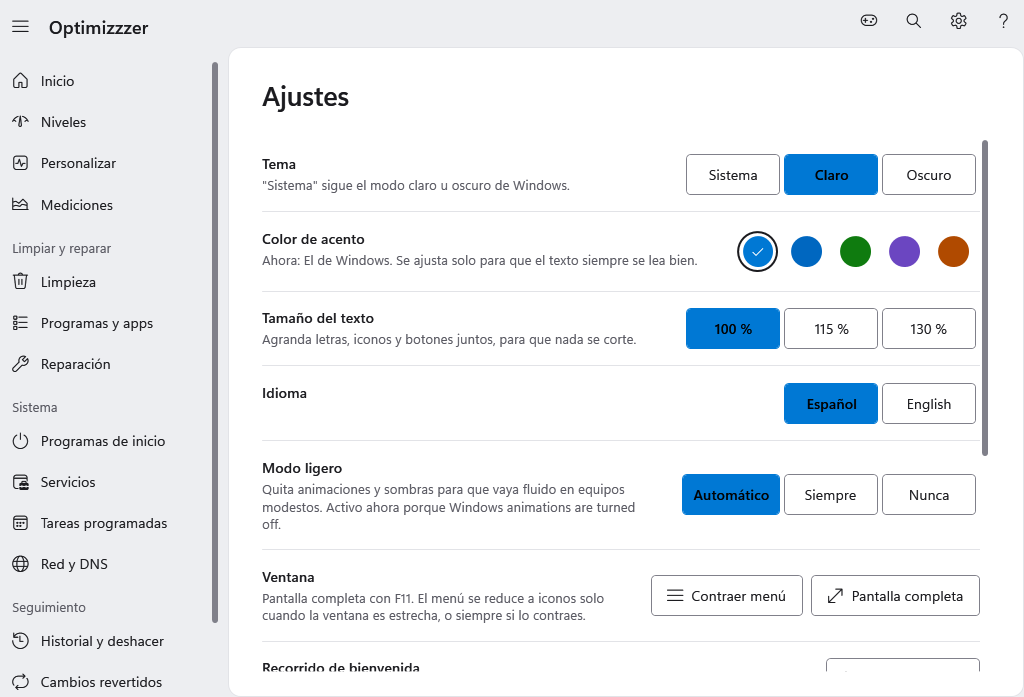 Optimizzzer
Inicio
Niveles
Personalizar
Mediciones
Limpiar y reparar
Limpieza
Programas y apps
Reparación
Sistema
Programas de inicio
Servicios
Tareas programadas
Red y DNS
Seguimiento
Historial y deshacer
Cambios revertidos
Ajustes
Tema
"Sistema" sigue el modo claro u oscuro de Windows.
Sistema
Claro
Oscuro
Color de acento
Ahora: El de Windows. Se ajusta solo para que el texto siempre se lea bien.
Tamaño del texto
Agranda letras, iconos y botones juntos, para que nada se corte.
100 %
115 %
130 %
Idioma
Español
English
Modo ligero
Quita animaciones y sombras para que vaya fluido en equipos
modestos. Activo ahora porque Windows animations are turned
off.
Automático
Siempre
Nunca
Ventana
Pantalla completa con F11. El menú se reduce a iconos solo
cuando la ventana es estrecha, o siempre si lo contraes.
Contraer menú
Pantalla completa
Recorrido de bienvenida